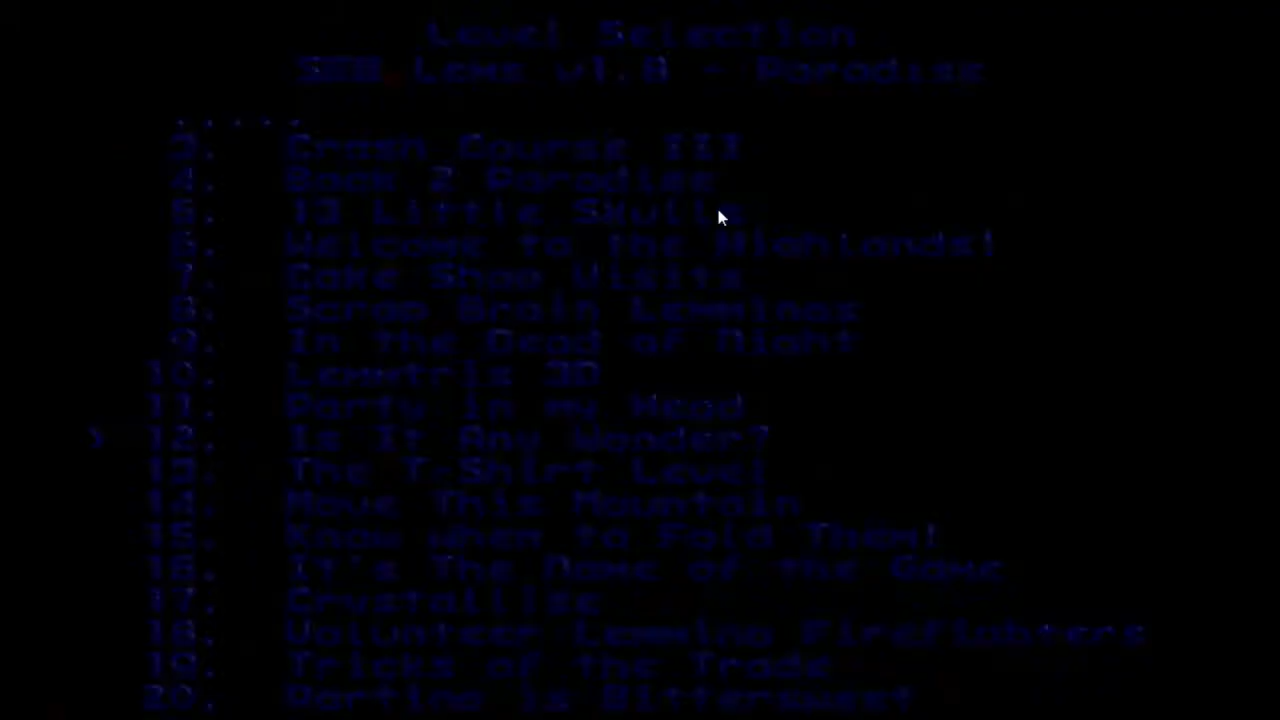 Level Selection
Lems v1.0 - Paradise
.....
3. Crash Course III
4. Back 2 Paradise
5. 13 Little Skulls
6. Welcome to the Highlands!
7. Cake Shop Visits
8. Scrap Brain Lemmings
9. In the Dead of Night
10. Lemmtris 3D
11. Party in my Head
> 12. Is It Any Wonder?
13. The T-Shirt Level
14. Move This Mountain
15. Know when to Fold Them!
16. It's The Name of the Game
17. Crystallise
18. Volunteer Lemming Firefighters
19. Tricks of the Trade
20. Parting is Bittersweet